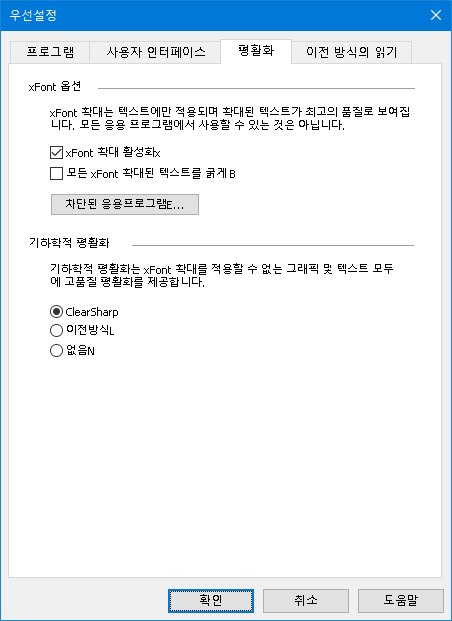 우선설정
프로그램 사용자 인터페이스 평활화 이전 방식의 읽기
xFont 옵션
xFont 확대는 텍스트에만 적용되며 확대된 텍스트가 최고의 품질로 보여집
니다. 모든 응용 프로그램에서 사용할 수 있는 것은 아닙니다.
xFont 확대 활성화x
모든 xFont 확대된 텍스트를 굵게B
차단된 응용프로그램E...
기하학적 평활화
기하학적 평활화는 xFont 확대를 적용할 수 없는 그래픽 및 텍스트 모두
에 고품질 평활화를 제공합니다.
ClearSharp
이전방식L
없음N
확인 취소 도움말